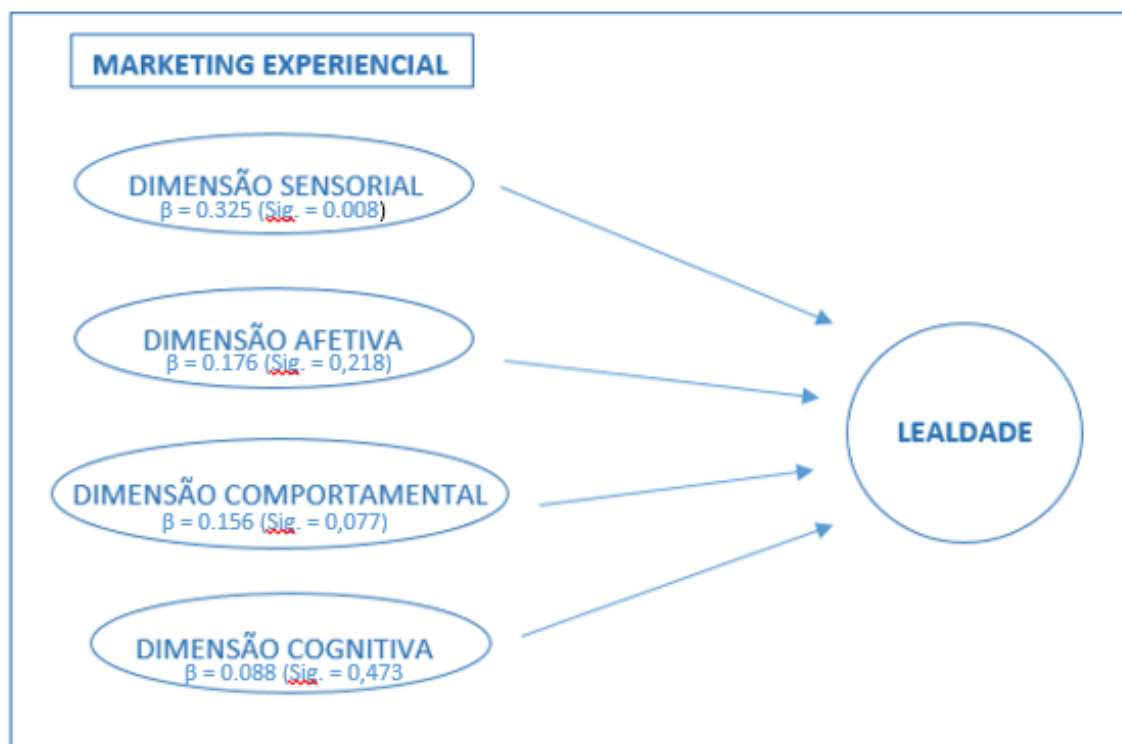 MARKETING EXPERIENCIAL
DIMENSÃO SENSORIAL
β = 0.325 (Sig. = 0.008)
DIMENSÃO AFETIVA
β = 0.176 (Sig. = 0,218)
DIMENSÃO COMPORTAMENTAL
β = 0.156 (Sig. = 0,077)
DIMENSÃO COGNITIVA
β = 0.088 (Sig. = 0,473
LEALDADE